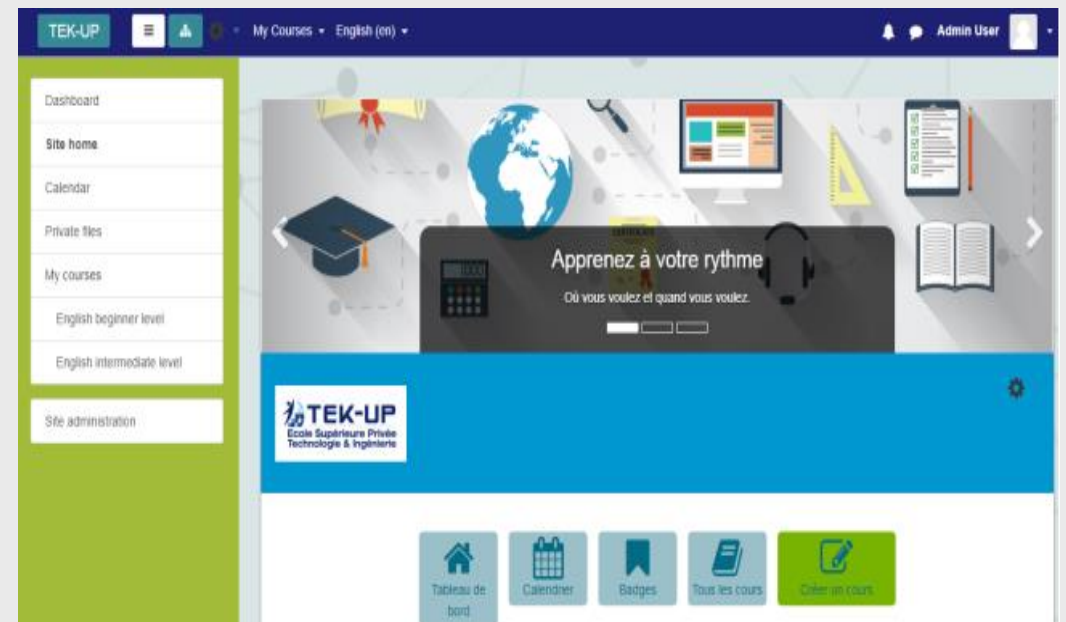 TEK-UP
My Courses
English (en)
Admin User
Dashboard
Site home
Calendar
Private files
My courses
English beginner level
English intermediate level
Site administration
Apprenez à votre rythme
Où vous voulez et quand vous voulez.
TEK-UP
Ecole Supérieure Privée
Technologie & Ingénierie
Tableau de
bord
Calendrier
Badges
Tous les cours
Créer un cours